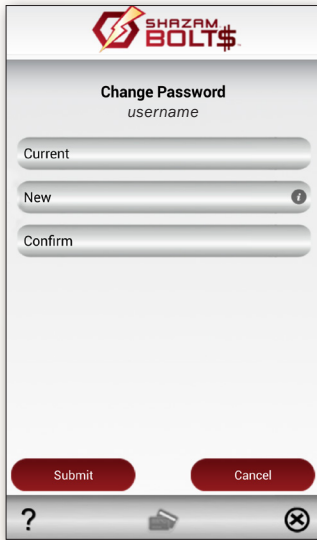 SHAZAM
BOLT$
Change Password
username
Current
New
i
Confirm
Submit
Cancel
?